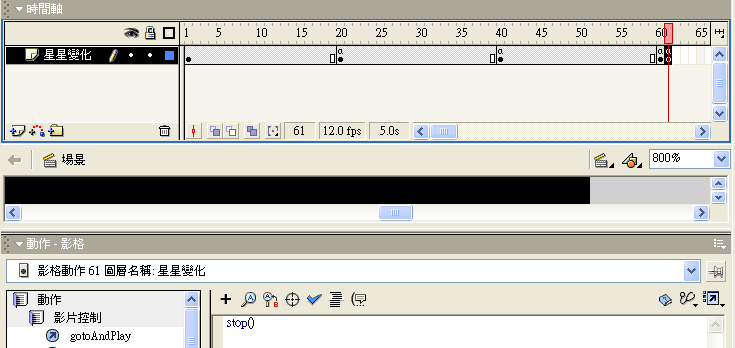 時間軸
1 5 10 15 20 25 30 35 40 45 50 55 60 65
星星變化
a a a a
61 12.0 fps 5.0s
場景 800%
動作 - 影格
影格動作 61 圖層名稱: 星星變化
動作
影片控制
gotoAndPlay
stop()